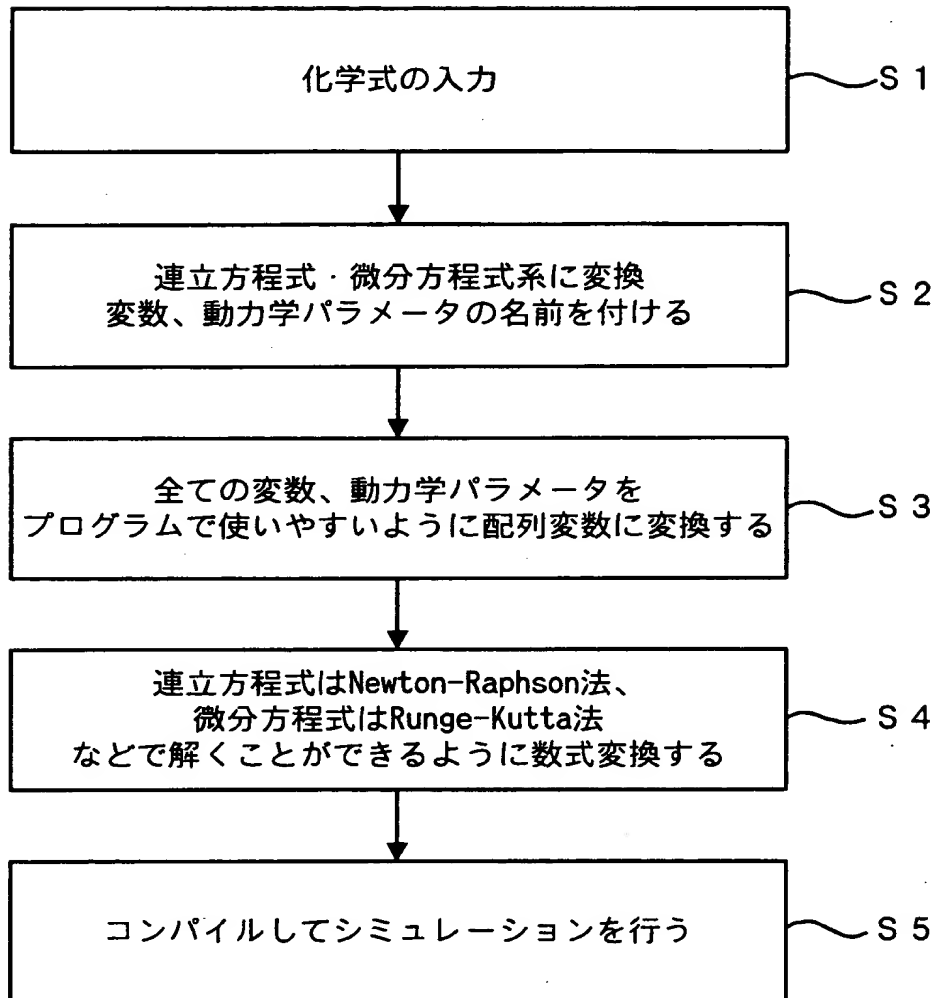 化学式の入力
S 1
連立方程式・微分方程式系に変換
変数、動力学パラメータの名前を付ける
S 2
全ての変数、動力学パラメータを
プログラムで使いやすいように配列変数に変換する
S 3
連立方程式はNewton-Raphson法、
微分方程式はRunge-Kutta法
などで解くことができるように数式変換する
S 4
コンパイルしてシミュレーションを行う
S 5